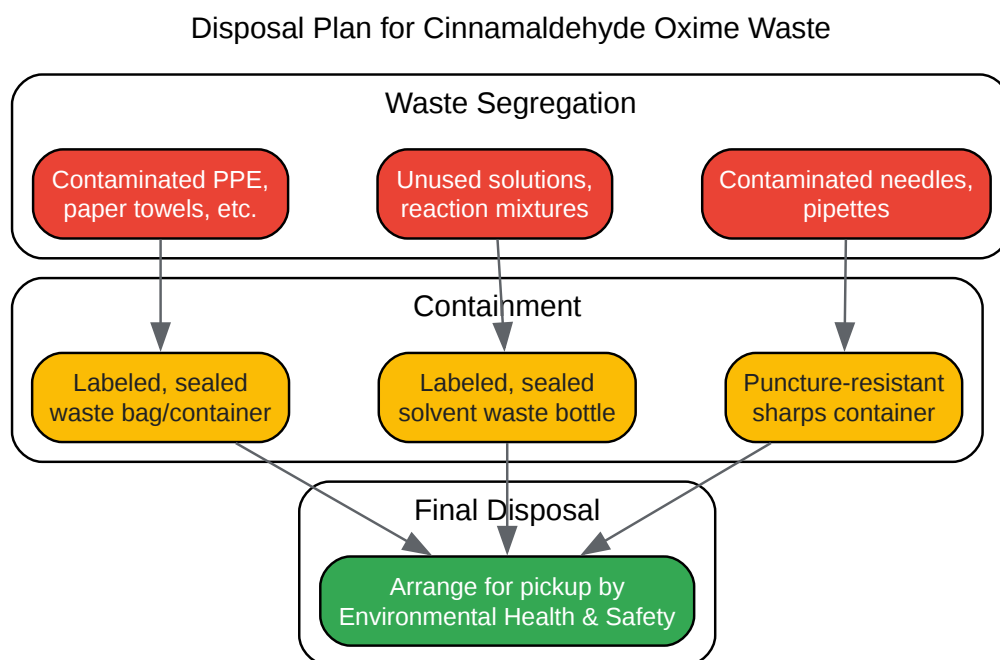 Disposal Plan for Cinnamaldehyde Oxime Waste
Waste Segregation
Contaminated PPE,
paper towels, etc.
Unused solutions,
reaction mixtures
Contaminated needles,
pipettes
Containment
Labeled, sealed
waste bag/container
Labeled, sealed
solvent waste bottle
Puncture-resistant
sharps container
Final Disposal
Arrange for pickup by
Environmental Health & Safety